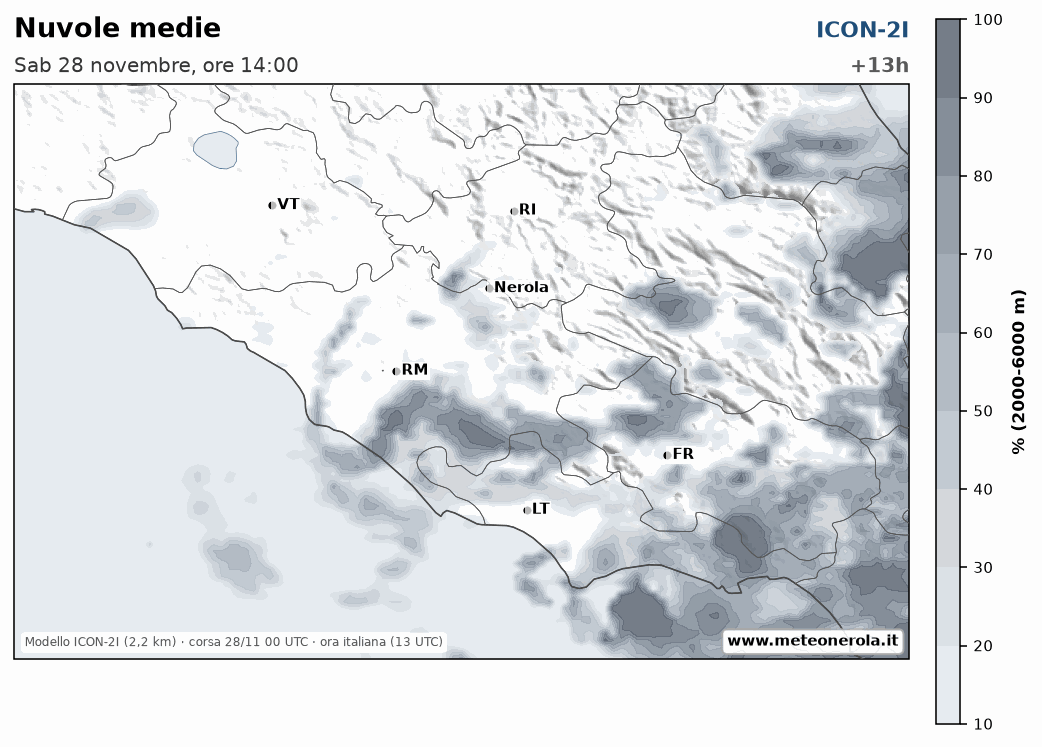 Nuvole medie
ICON-2I
Sab 28 novembre, ore 14:00
+13h
VT
RI
Nerola
RM
FR
LT
Modello ICON-2I (2,2 km) · corsa 28/11 00 UTC · ora italiana (13 UTC)
www.meteonerola.it
100
90
80
70
60
50
40
30
20
10
% (2000-6000 m)